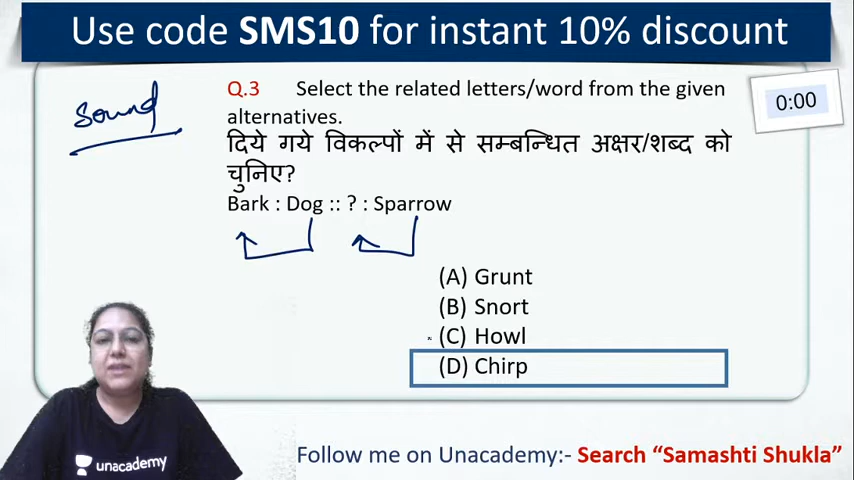 Use code SMS10 for instant 10% discount
Sound
Q.3 Select the related letters/word from the given
alternatives.
0:00
दिये गये विकल्पों में से सम्बन्धित अक्षर/शब्द को
चुनिए?
Bark : Dog :: ? : Sparrow
(A) Grunt
(B) Snort
(C) Howl
(D) Chirp
unacademy
Follow me on Unacademy:- Search “Samashti Shukla”